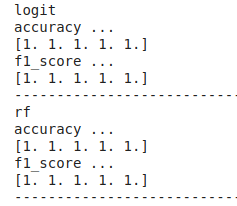 logit
accuracy ...
[1. 1. 1. 1. 1.]
f1_score ...
[1. 1. 1. 1. 1.]
---------------------------
rf
accuracy ...
[1. 1. 1. 1. 1.]
f1_score ...
[1. 1. 1. 1. 1.]
---------------------------